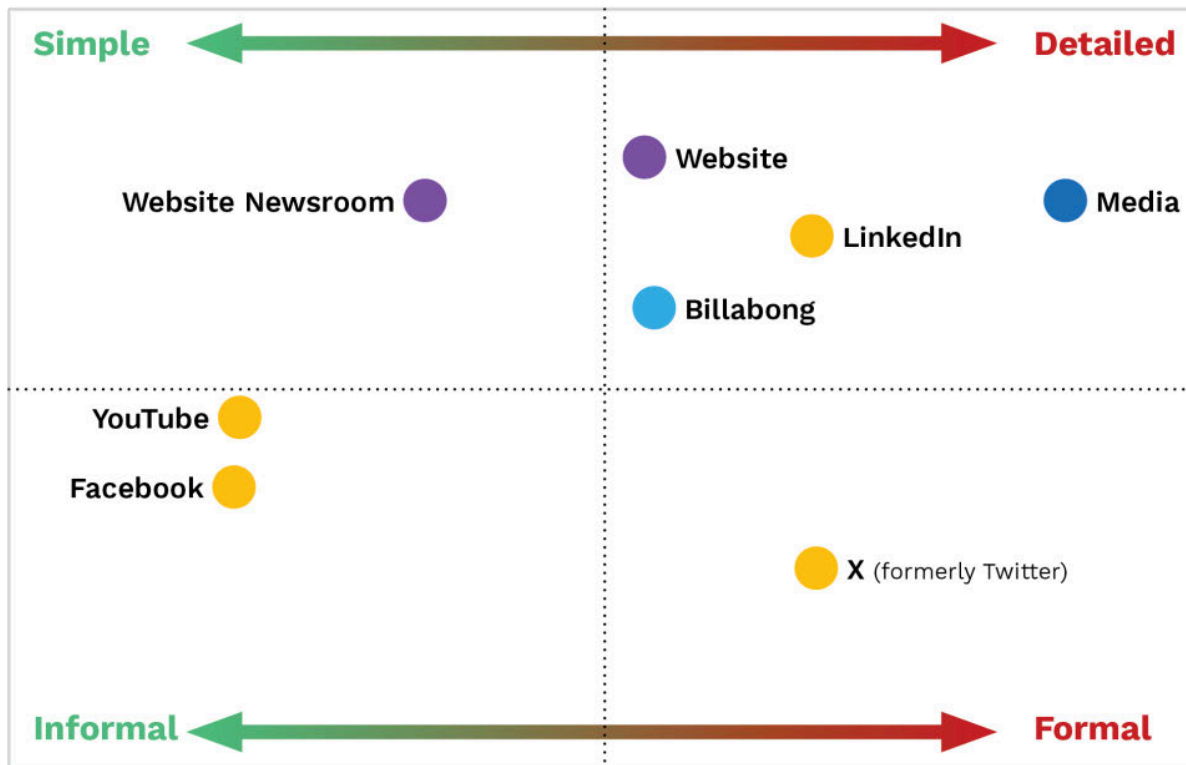 Simple
Detailed
Website
Website Newsroom
Media
LinkedIn
Billabong
YouTube
Facebook
X (formerly Twitter)
Informal
Formal